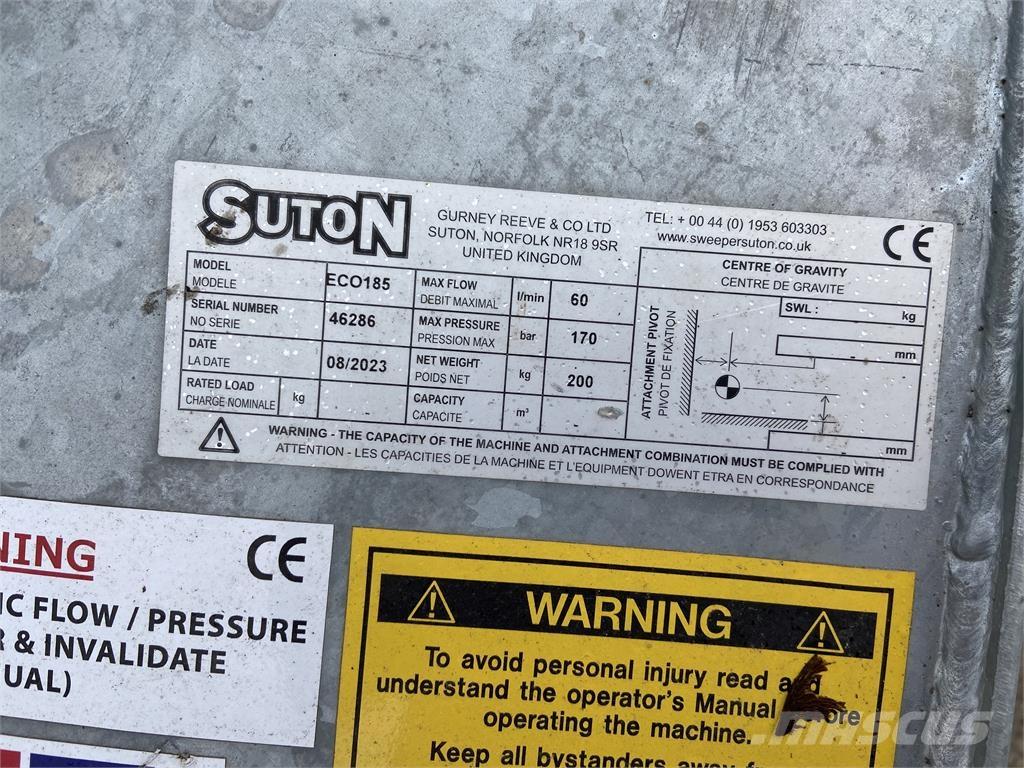 SUTON
GURNEY REEVE & CO LTD
SUTON, NORFOLK NR18 9SR
UNITED KINGDOM
TEL: + 00 44 (0) 1953 603303
www.sweepersuton.co.uk
CE
MODEL
MODELE
ECO185
SERIAL NUMBER
NO SERIE
46286
DATE
LA DATE
08/2023
RATED LOAD
CHARGE NOMINALE
kg
MAX FLOW
DEBIT MAXIMAL
l/min
60
MAX PRESSURE
PRESSION MAX
bar
170
NET WEIGHT
POIDS NET
kg
200
CAPACITY
CAPACITE
m³
CENTRE OF GRAVITY
CENTRE DE GRAVITE
ATTACHMENT PIVOT
PIVOT DE FIXATION
SWL : kg
mm
mm
WARNING - THE CAPACITY OF THE MACHINE AND ATTACHMENT COMBINATION MUST BE COMPLIED WITH
ATTENTION - LES CAPACITIES DE LA MACHINE ET L'EQUIPMENT DOWENT ETRA EN CORRESPONDANCE
NING
CE
IC FLOW / PRESSURE
R & INVALIDATE
UAL)
WARNING
To avoid personal injury read and
understand the operator's Manual
operating the machine.
Keep all bystanders away
MASCUS